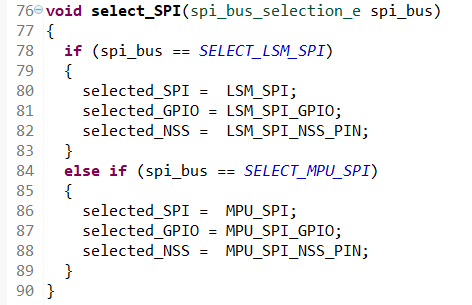 76 void select_SPI(spi_bus_selection_e spi_bus)
77 {
78   if (spi_bus == SELECT_LSM_SPI)
79   {
80     selected_SPI =  LSM_SPI;
81     selected_GPIO = LSM_SPI_GPIO;
82     selected_NSS =  LSM_SPI_NSS_PIN;
83   }
84   else if (spi_bus == SELECT_MPU_SPI)
85   {
86     selected_SPI =  MPU_SPI;
87     selected_GPIO = MPU_SPI_GPIO;
88     selected_NSS =  MPU_SPI_NSS_PIN;
89   }
90 }